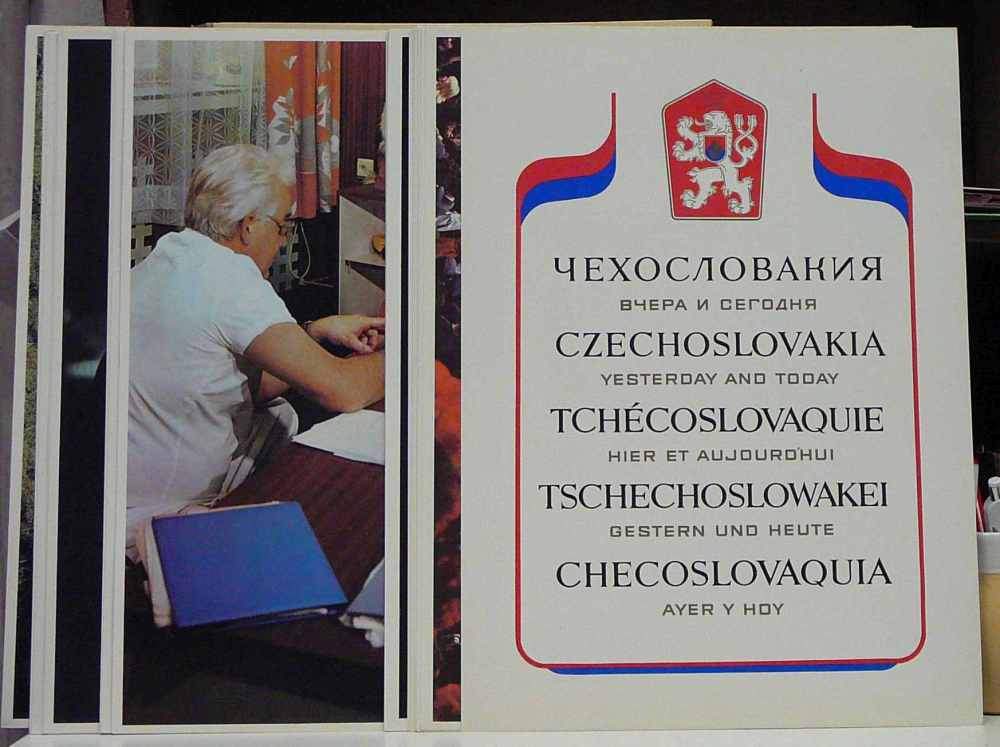 ЧЕХОСЛОВАКИЯ
ВЧЕРА И СЕГОДНЯ
CZECHOSLOVAKIA
YESTERDAY AND TODAY
TCHÉCOSLOVAQUIE
HIER ET AUJOURD'HUI
TSCHECHOSLOWAKEI
GESTERN UND HEUTE
CHECOSLOVAQUIA
AYER Y HOY